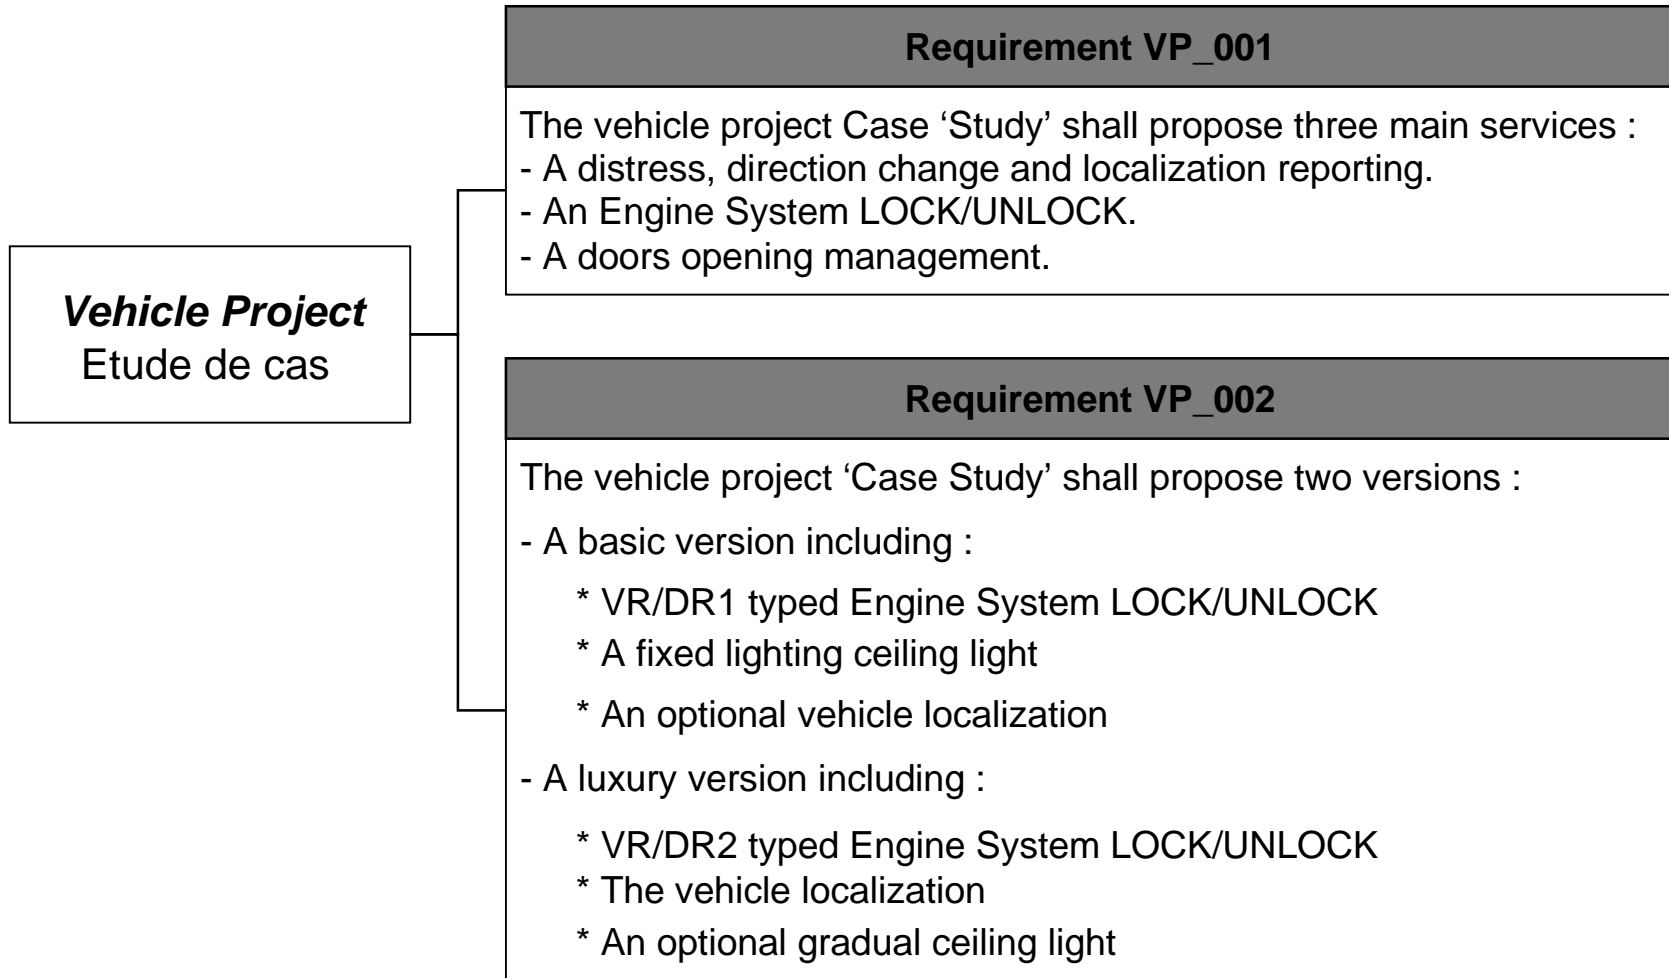 Vehicle Project
Etude de cas
Requirement VP_001
The vehicle project Case ‘Study’ shall propose three main services :
- A distress, direction change and localization reporting.
- An Engine System LOCK/UNLOCK.
- A doors opening management.
Requirement VP_002
The vehicle project ‘Case Study’ shall propose two versions :
- A basic version including :
* VR/DR1 typed Engine System LOCK/UNLOCK
* A fixed lighting ceiling light
* An optional vehicle localization
- A luxury version including :
* VR/DR2 typed Engine System LOCK/UNLOCK
* The vehicle localization
* An optional gradual ceiling light